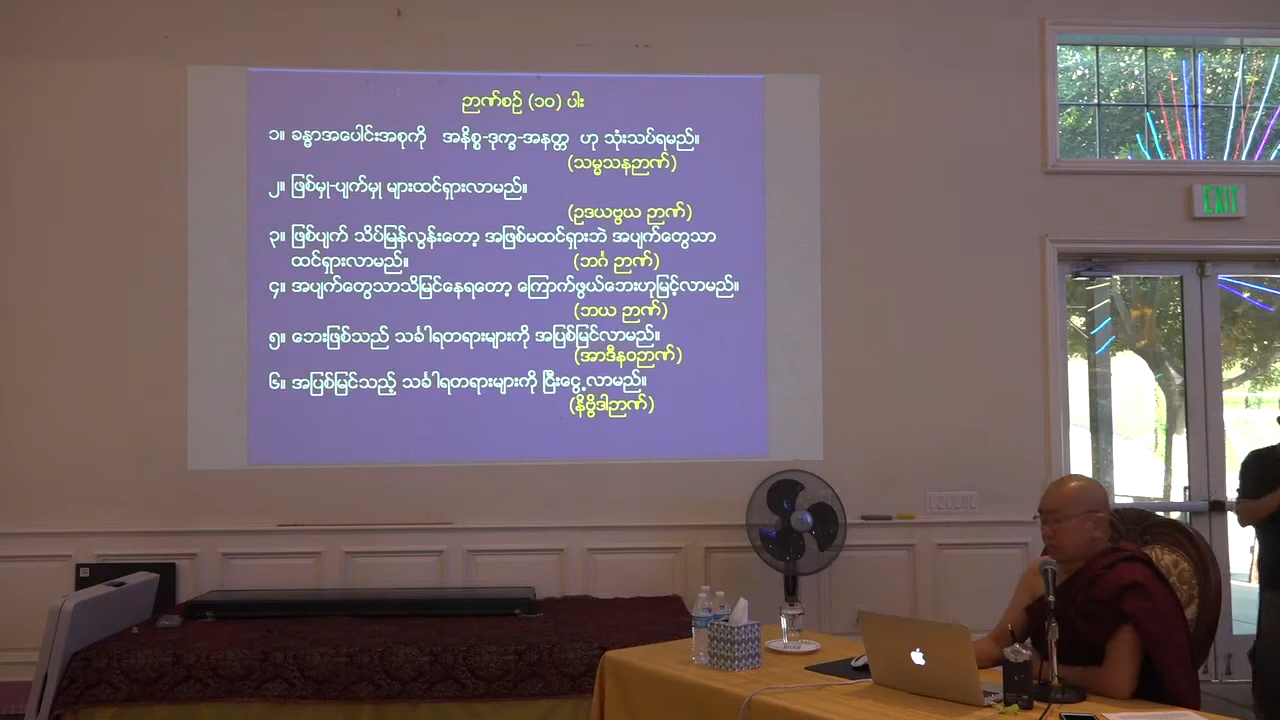 ဉာဏ်စဉ် (၁၀) ပါး
၁။ ခန္ဓာအပေါင်းအစုကို အနိစ္စ-ဒုက္ခ-အနတ္တ ဟု သုံးသပ်ရမည်။
(သမ္မသနဉာဏ်)
၂။ ဖြစ်မှု-ပျက်မှု များထင်ရှားလာမည်။
(ဥဒယဗ္ဗယ ဉာဏ်)
၃။ ဖြစ်ပျက် သိပ်မြန်လွန်းတော့ အဖြစ်မထင်ရှားဘဲ အပျက်တွေသာ
ထင်ရှားလာမည်။ (ဘင်္ဂ ဉာဏ်)
၄။ အပျက်တွေသာသိမြင်နေရတော့ ကြောက်ဖွယ်ဘေးဟုမြင့်လာမည်။
(ဘယ ဉာဏ်)
၅။ ဘေးဖြစ်သည် သင်္ခါရတရားများကို အပြစ်မြင်လာမည်။
(အာဒီနဝဉာဏ်)
၆။ အပြစ်မြင်သည့် သင်္ခါရတရားများကို ငြီးငွေ့လာမည်။
(နိဗ္ဗိဒါဉာဏ်)
EXIT